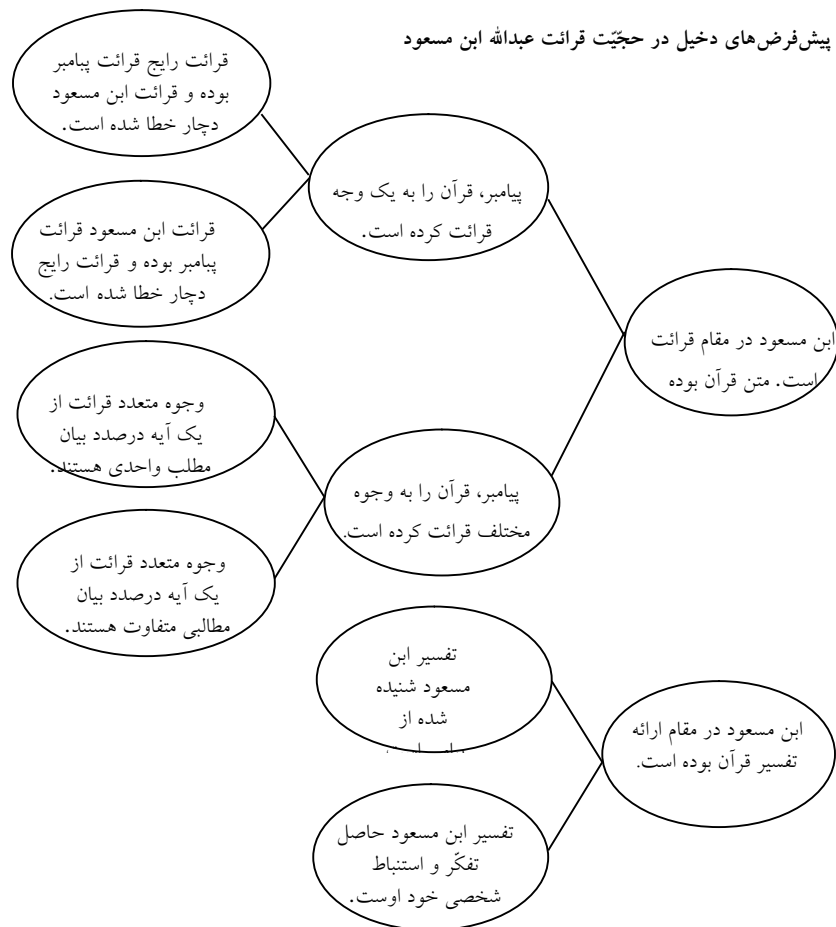 پیش‌فرض‌های دخیل در حجّیّت قرائت عبدالله ابن مسعود
ابن مسعود در مقام قرائت
است. متن قرآن بوده
پیامبر، قرآن را به یک وجه
قرائت کرده است.
قرائت رایج قرائت پیامبر
بوده و قرائت ابن مسعود
دچار خطا شده است.
قرائت ابن مسعود قرائت
پیامبر بوده و قرائت رایج
دچار خطا شده است.
پیامبر، قرآن را به وجوه
مختلف قرائت کرده است.
وجوه متعدد قرائت از
یک آیه درصدد بیان
مطلب واحدی هستند.
وجوه متعدد قرائت از
یک آیه درصدد بیان
مطالبی متفاوت هستند.
ابن مسعود در مقام ارائه
تفسیر قرآن بوده است.
تفسیر ابن
مسعود شنیده
شده از
تفسیر ابن مسعود حاصل
تفکّر و استنباط
شخصی خود اوست.